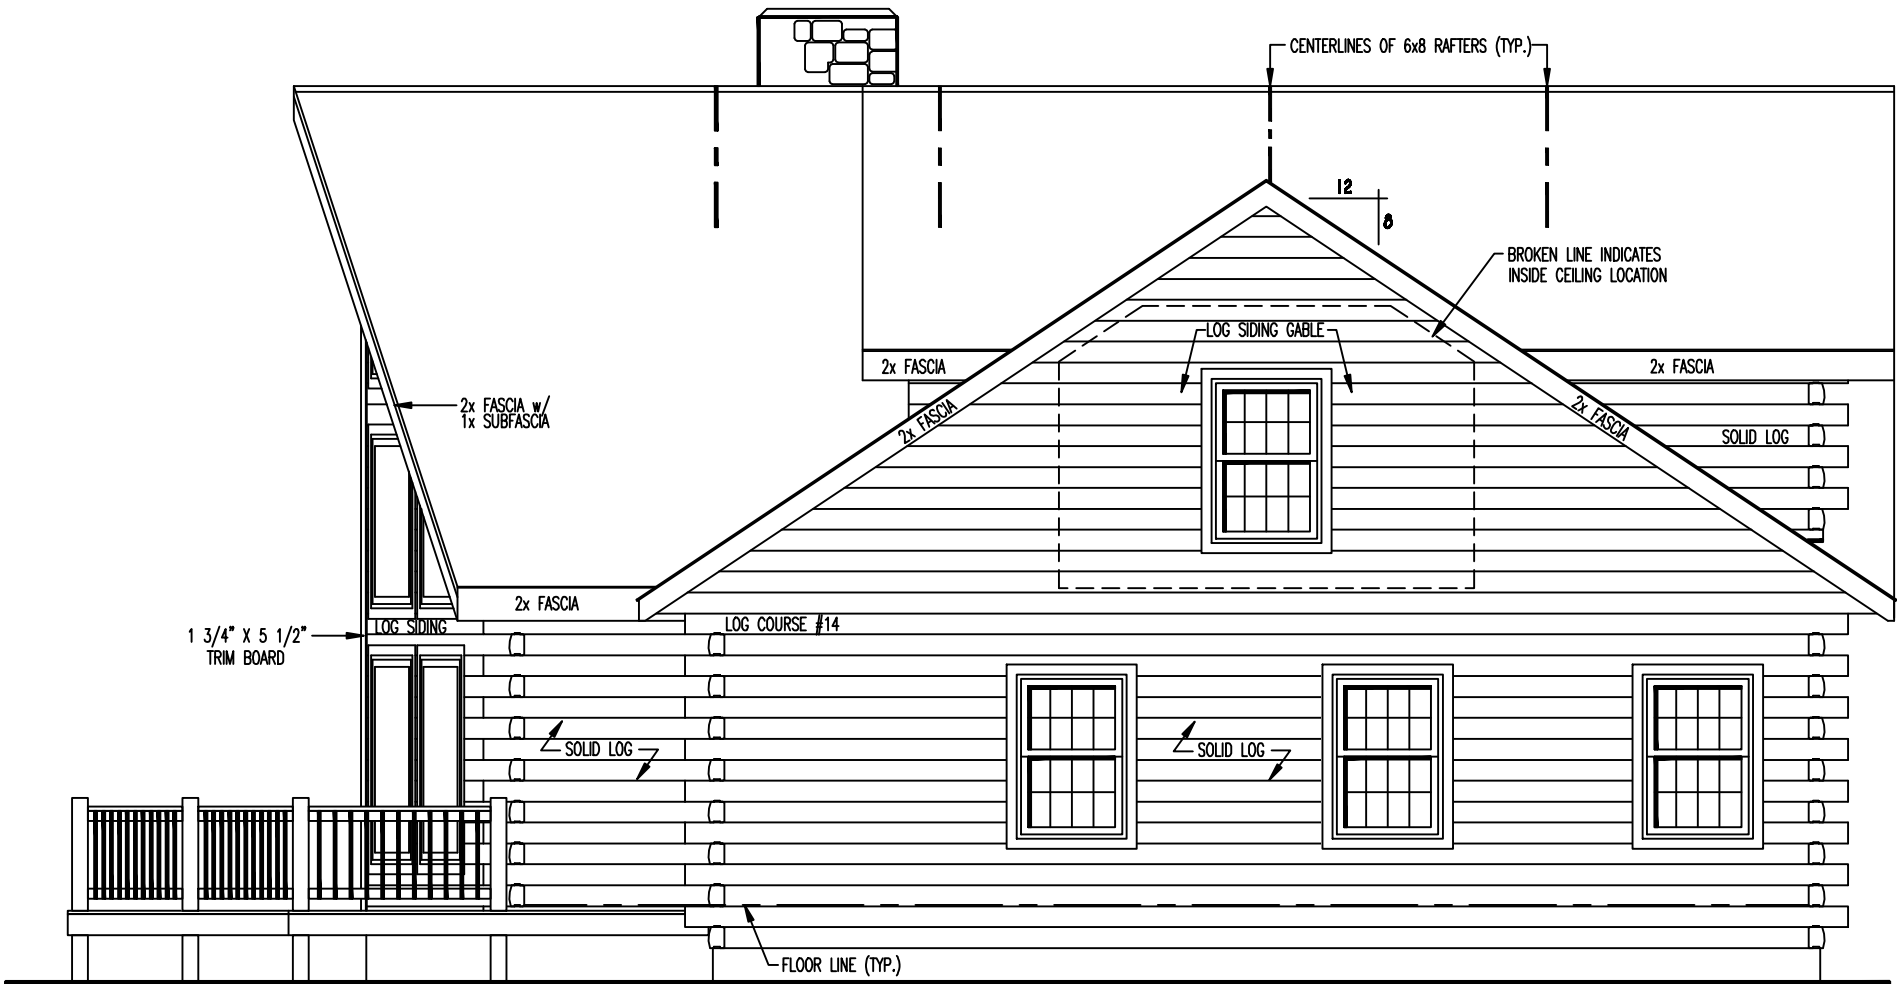 CENTERLINES OF 6x8 RAFTERS (TYP.)
12
8
BROKEN LINE INDICATES
INSIDE CEILING LOCATION
LOG SIDING GABLE
2x FASCIA
2x FASCIA
2x FASCIA w/
1x SUBFASCIA
2x FASCIA
2x FASCIA
SOLID LOG
2x FASCIA
LOG COURSE #14
LOG SIDING
1 3/4" X 5 1/2"
TRIM BOARD
SOLID LOG
SOLID LOG
FLOOR LINE (TYP.)